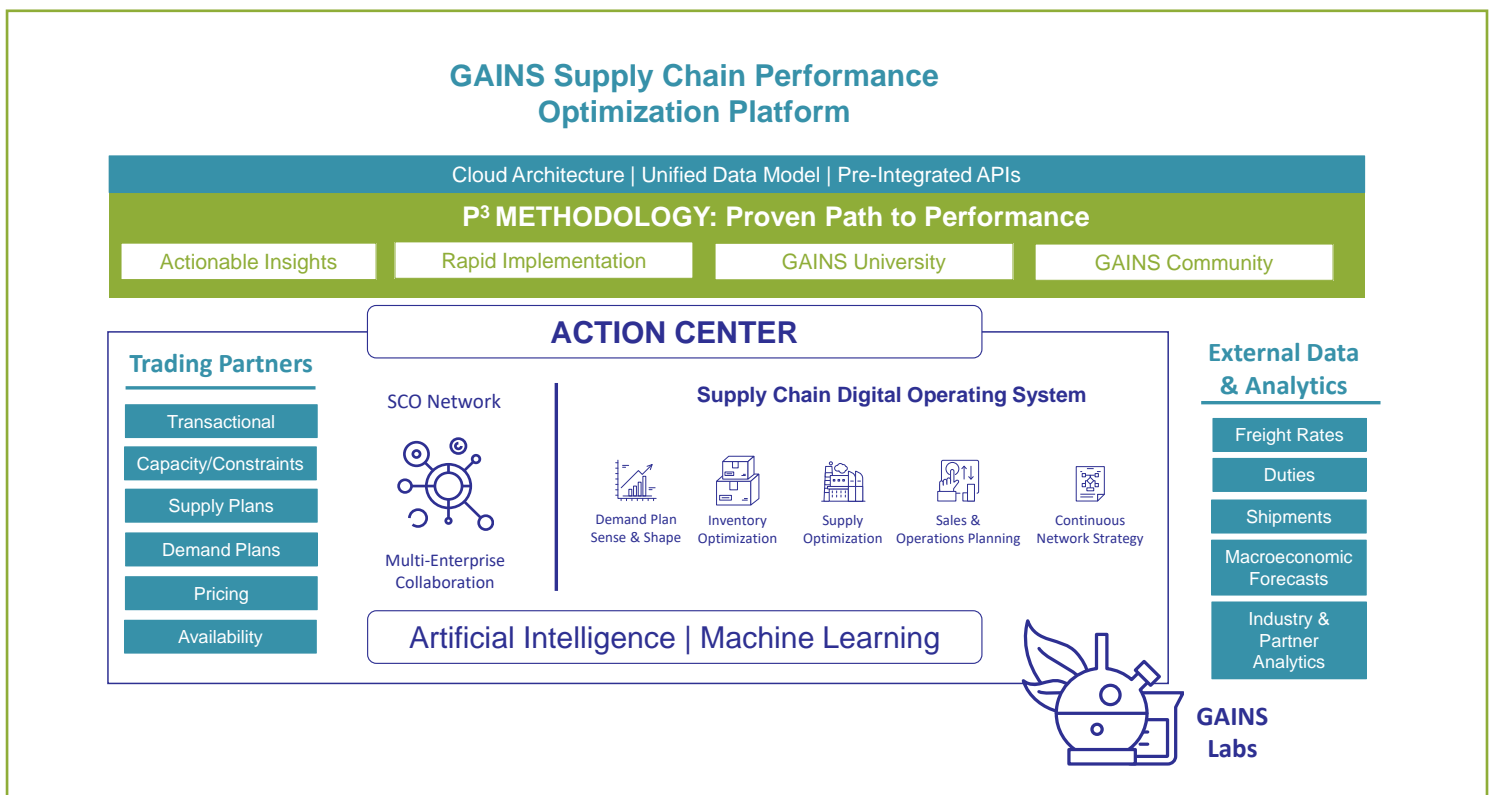 GAINS Supply Chain Performance
Optimization Platform
Cloud Architecture | Unified Data Model | Pre-Integrated APIs
P³ METHODOLOGY: Proven Path to Performance
Actionable Insights
Rapid Implementation
GAINS University
GAINS Community
ACTION CENTER
Trading Partners
Transactional
Capacity/Constraints
Supply Plans
Demand Plans
Pricing
Availability
SCO Network
Multi-Enterprise
Collaboration
Supply Chain Digital Operating System
Demand Plan
Sense & Shape
Inventory
Optimization
Supply
Optimization
Sales &
Operations Planning
Continuous
Network Strategy
Artificial Intelligence | Machine Learning
External Data
& Analytics
Freight Rates
Duties
Shipments
Macroeconomic
Forecasts
Industry &
Partner
Analytics
GAINS
Labs